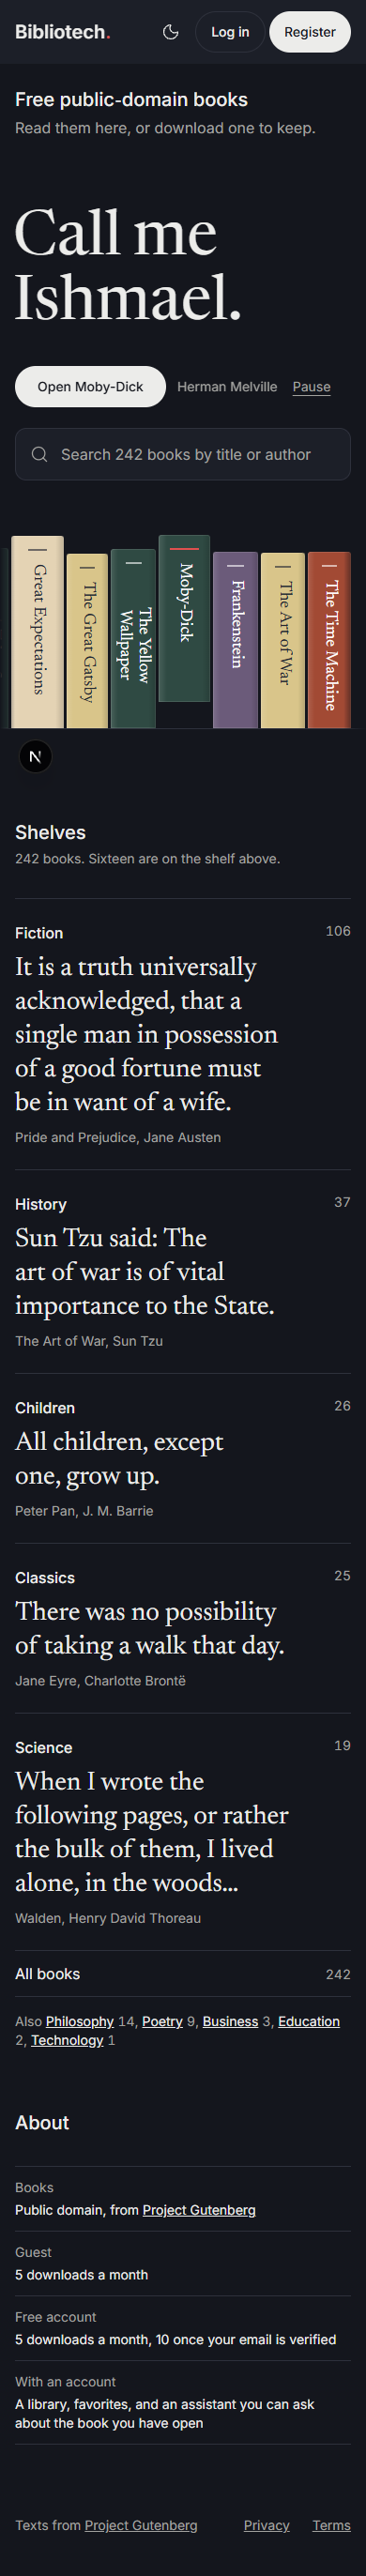 Bibliotech.
Log in
Register
Free public-domain books
Read them here, or download one to keep.
Call me
Ishmael.
Open Moby-Dick
Herman Melville
Pause
Search 242 books by title or author
Great Expectations
The Great Gatsby
The Yellow
Wallpaper
Moby-Dick
Frankenstein
The Art of War
The Time Machine
N
Shelves
242 books. Sixteen are on the shelf above.
Fiction
106
It is a truth universally
acknowledged, that a
single man in possession
of a good fortune must
be in want of a wife.
Pride and Prejudice, Jane Austen
History
37
Sun Tzu said: The
art of war is of vital
importance to the State.
The Art of War, Sun Tzu
Children
26
All children, except
one, grow up.
Peter Pan, J. M. Barrie
Classics
25
There was no possibility
of taking a walk that day.
Jane Eyre, Charlotte Brontë
Science
19
When I wrote the
following pages, or rather
the bulk of them, I lived
alone, in the woods...
Walden, Henry David Thoreau
All books
242
Also Philosophy 14, Poetry 9, Business 3, Education
2, Technology 1
About
Books
Public domain, from Project Gutenberg
Guest
5 downloads a month
Free account
5 downloads a month, 10 once your email is verified
With an account
A library, favorites, and an assistant you can ask
about the book you have open
Texts from Project Gutenberg
Privacy
Terms